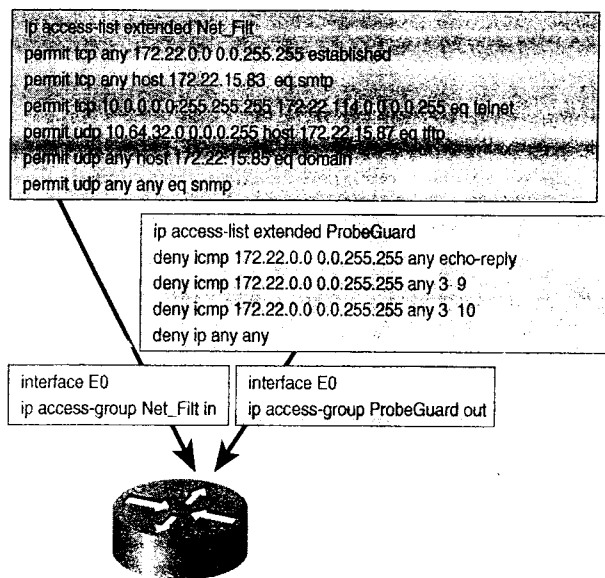 ip access-list extended Net_Filt
permit tcp any 172.22.0.0 0.0.255.255 established
permit tcp any host 172.22.15.83 eq smtp
permit tcp 10.0.0.0 0.255.255.255 172.22.114.0 0.0.0.255 eq telnet
permit udp 10.64.32.0 0.0.0.255 host 172.22.15.87 eq tftp
permit udp any host 172.22.15.85 eq domain
permit udp any any eq snmp
ip access-list extended ProbeGuard
deny icmp 172.22.0.0 0.0.255.255 any echo-reply
deny icmp 172.22.0.0 0.0.255.255 any 3 9
deny icmp 172.22.0.0 0.0.255.255 any 3 10
deny ip any any
interface E0
ip access-group Net_Filt in
interface E0
ip access-group ProbeGuard out